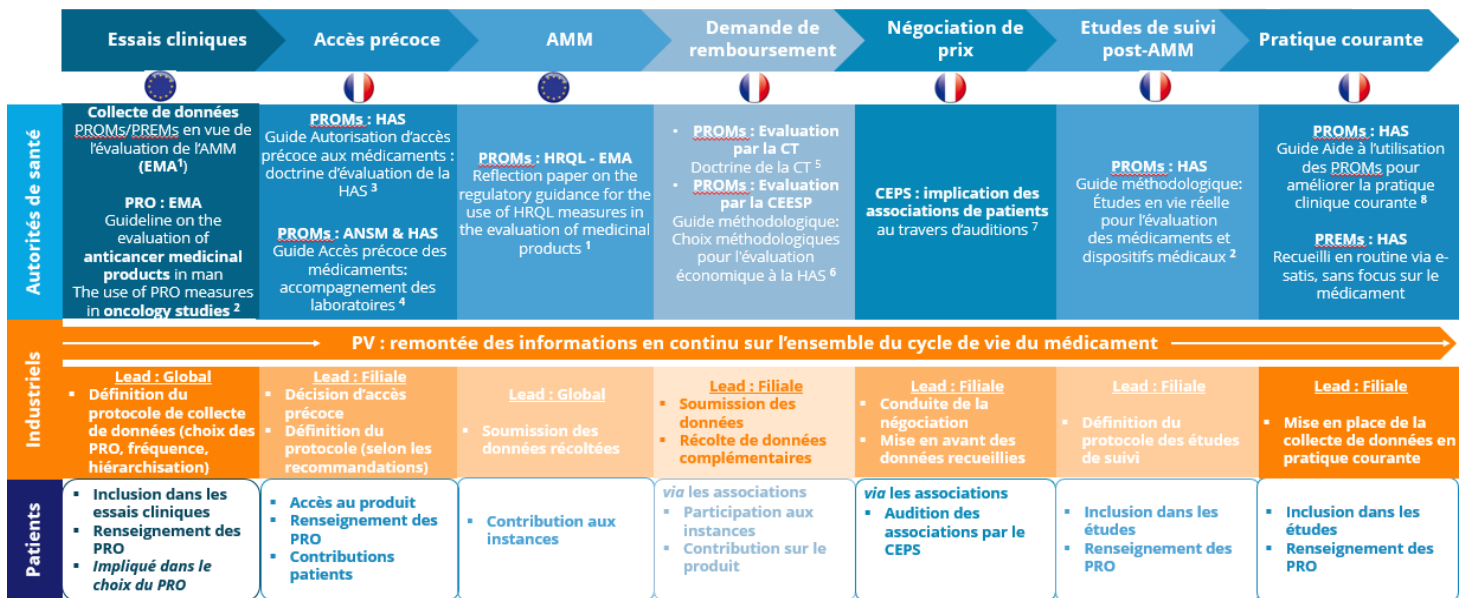 Essais cliniques
Accès précoce
AMM
Demande de
remboursement
Négociation de
prix
Etudes de suivi
post-AMM
Pratique courante
Autorités de santé
Collecte de données
PROMs/PREMs en vue de
l'évaluation de l'AMM
(EMA¹)
PRO : EMA
Guideline on the
evaluation of
anticancer medicinal
products in man
The use of PRO measures
in oncology studies ²
PROMs : HAS
Guide Autorisation d'accès
précoce aux médicaments :
doctrine d'évaluation de la
HAS ³
PROMs : ANSM & HAS
Guide Accès précoce des
médicaments:
accompagnement des
laboratoires ⁴
PROMs : HRQL - EMA
Reflection paper on the
regulatory guidance for the
use of HRQL measures in
the evaluation of medicinal
products ¹
• PROMs : Evaluation
par la CT
Doctrine de la CT ⁵
• PROMs : Evaluation
par la CEESP
Guide méthodologique:
Choix méthodologiques
pour l'évaluation
économique à la HAS ⁶
CEPS : implication des
associations de patients
au travers d'auditions ⁷
PROMs : HAS
Guide méthodologique:
Études en vie réelle
pour l'évaluation
des médicaments et
dispositifs médicaux ²
PROMs : HAS
Guide Aide à l'utilisation
des PROMs pour
améliorer la pratique
clinique courante ⁸
PREMs : HAS
Recueilli en routine via e-
satis, sans focus sur le
médicament
Industriels
PV : remontée des informations en continu sur l'ensemble du cycle de vie du médicament
Lead : Global
▪ Définition du
protocole de collecte
de données (choix des
PRO, fréquence,
hiérarchisation)
Lead : Filiale
▪ Décision d'accès
précoce
▪ Définition du
protocole (selon les
recommandations)
Lead : Global
▪ Soumission des
données récoltées
Lead : Filiale
▪ Soumission des
données
▪ Récolte de données
complémentaires
Lead : Filiale
▪ Conduite de la
négociation
▪ Mise en avant des
données recueillies
Lead : Filiale
▪ Définition du
protocole des études
de suivi
Lead : Filiale
▪ Mise en place de la
collecte de données en
pratique courante
Patients
▪ Inclusion dans les
essais cliniques
▪ Renseignement des
PRO
▪ Impliqué dans le
choix du PRO
▪ Accès au produit
▪ Renseignement des
PRO
▪ Contributions
patients
▪ Contribution aux
instances
via les associations
▪ Participation aux
instances
▪ Contribution sur le
produit
via les associations
▪ Audition des
associations par le
CEPS
▪ Inclusion dans les
études
▪ Renseignement des
PRO
▪ Inclusion dans les
études
▪ Renseignement des
PRO